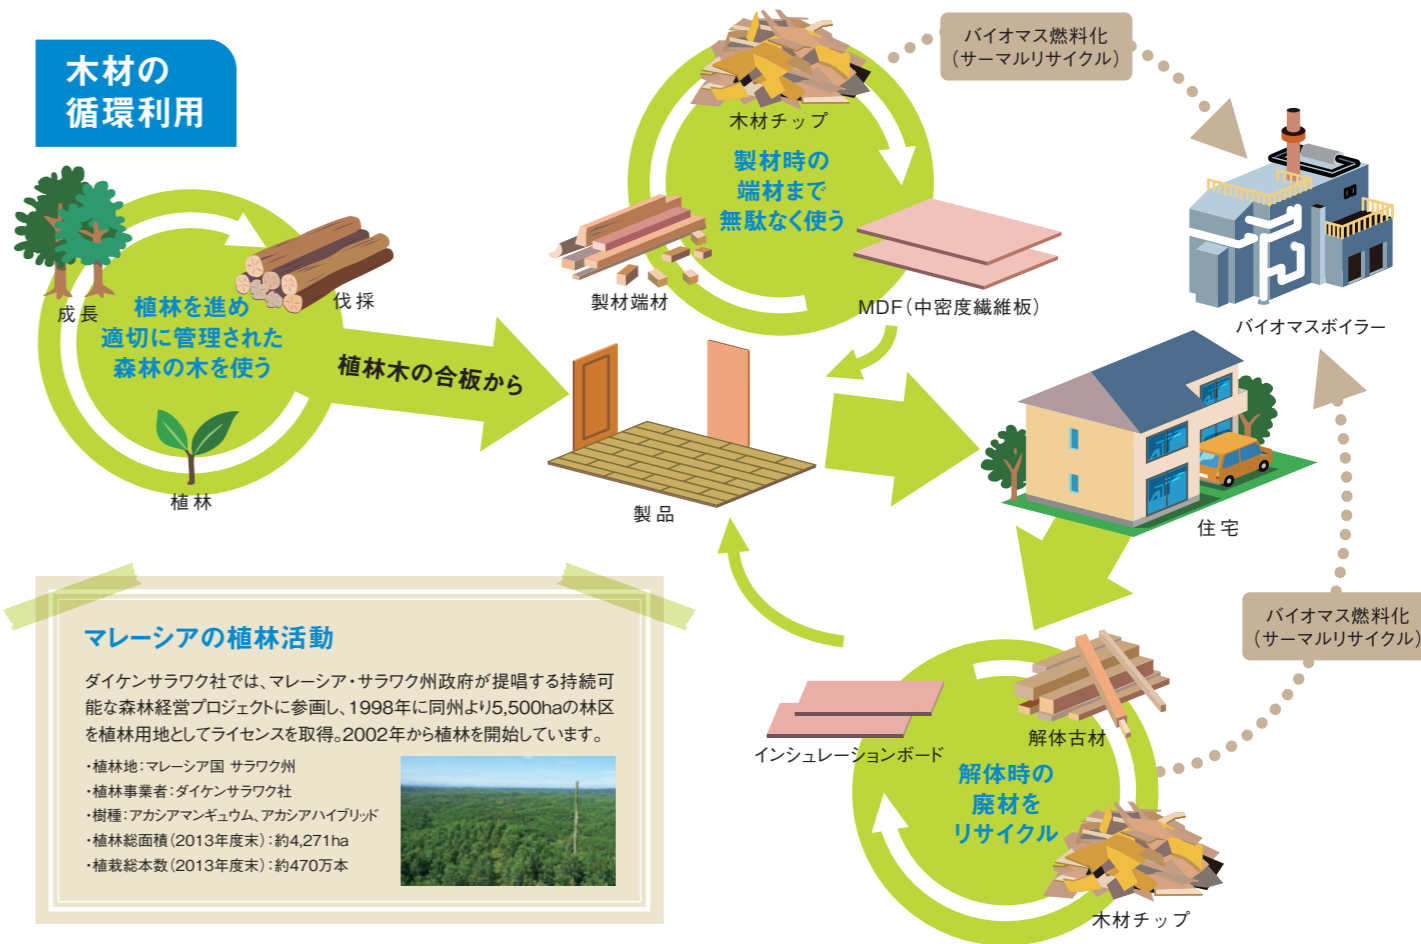 木材の
循環利用
成長
伐採
植林を進め
適切に管理された
森林の木を使う
植林
植林木の合板から
木材チップ
製材時の
端材まで
無駄なく使う
製材端材
MDF（中密度繊維板）
バイオマス燃料化
（サーマルリサイクル）
バイオマスボイラー
製品
住宅
バイオマス燃料化
（サーマルリサイクル）
解体古材
インシュレーションボード
解体時の
廃材を
リサイクル
木材チップ
マレーシアの植林活動
ダイケンサラワク社では、マレーシア・サラワク州政府が提唱する持続可
能な森林経営プロジェクトに参画し、1998年に同州より5,500haの林区
を植林用地としてライセンスを取得。2002年から植林を開始しています。
・植林地：マレーシア国 サラワク州
・植林事業者：ダイケンサラワク社
・樹種：アカシアマンギュウム、アカシアハイブリッド
・植林総面積（2013年度末）：約4,271ha
・植栽総本数（2013年度末）：約470万本